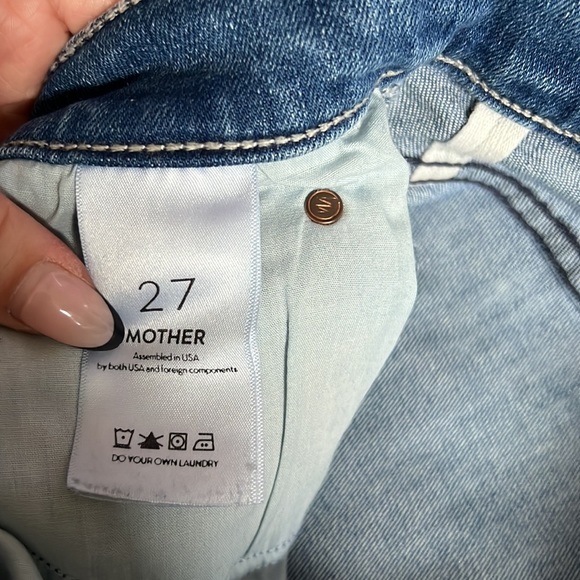 27
MOTHER
Assembled in USA
by both USA and foreign components
DO YOUR OWN LAUNDRY